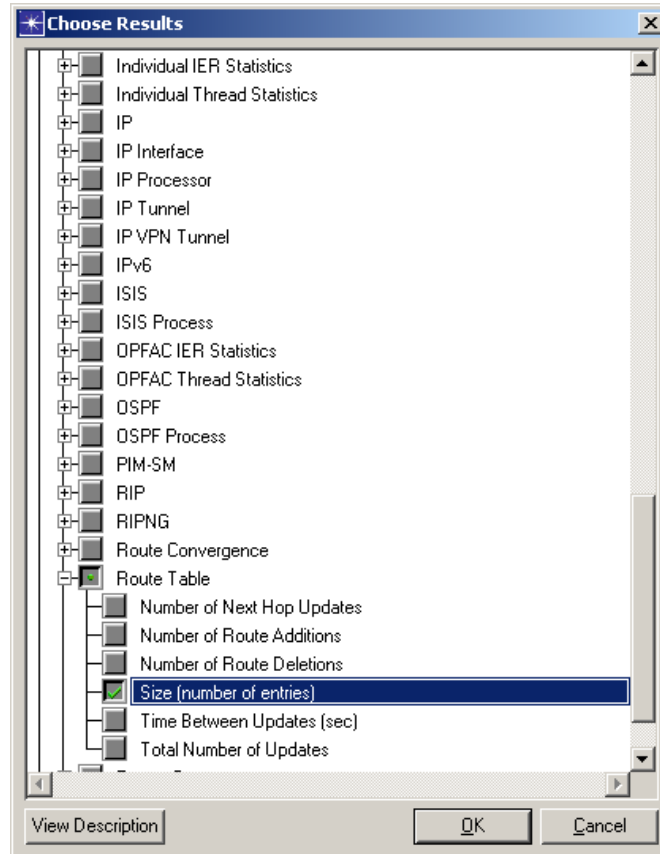 Choose Results
Individual IER Statistics
Individual Thread Statistics
IP
IP Interface
IP Processor
IP Tunnel
IP VPN Tunnel
IPv6
ISIS
ISIS Process
OPFAC IER Statistics
OPFAC Thread Statistics
OSPF
OSPF Process
PIM-SM
RIP
RIPNG
Route Convergence
Route Table
Number of Next Hop Updates
Number of Route Additions
Number of Route Deletions
Size (number of entries)
Time Between Updates (sec)
Total Number of Updates
View Description OK Cancel